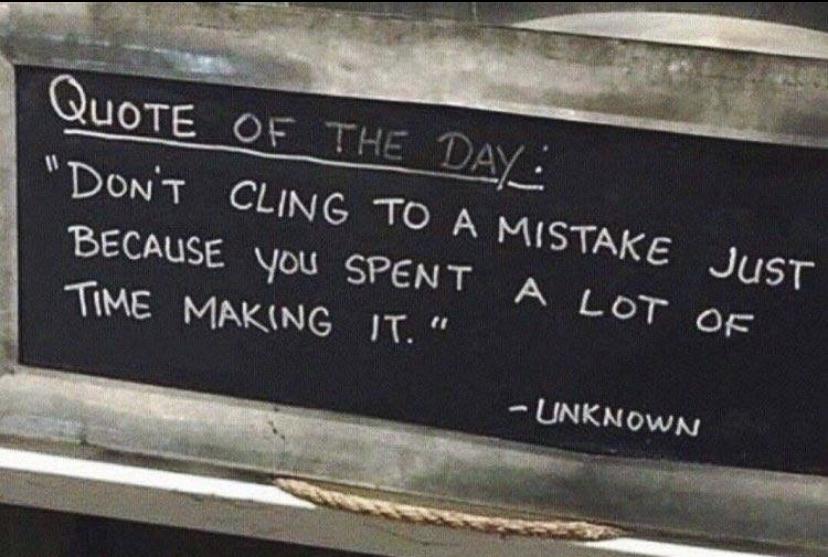 QUOTE OF THE DAY:
"DON'T CLING TO A MISTAKE JUST
BECAUSE YOU SPENT A LOT OF
TIME MAKING IT."
- UNKNOWN